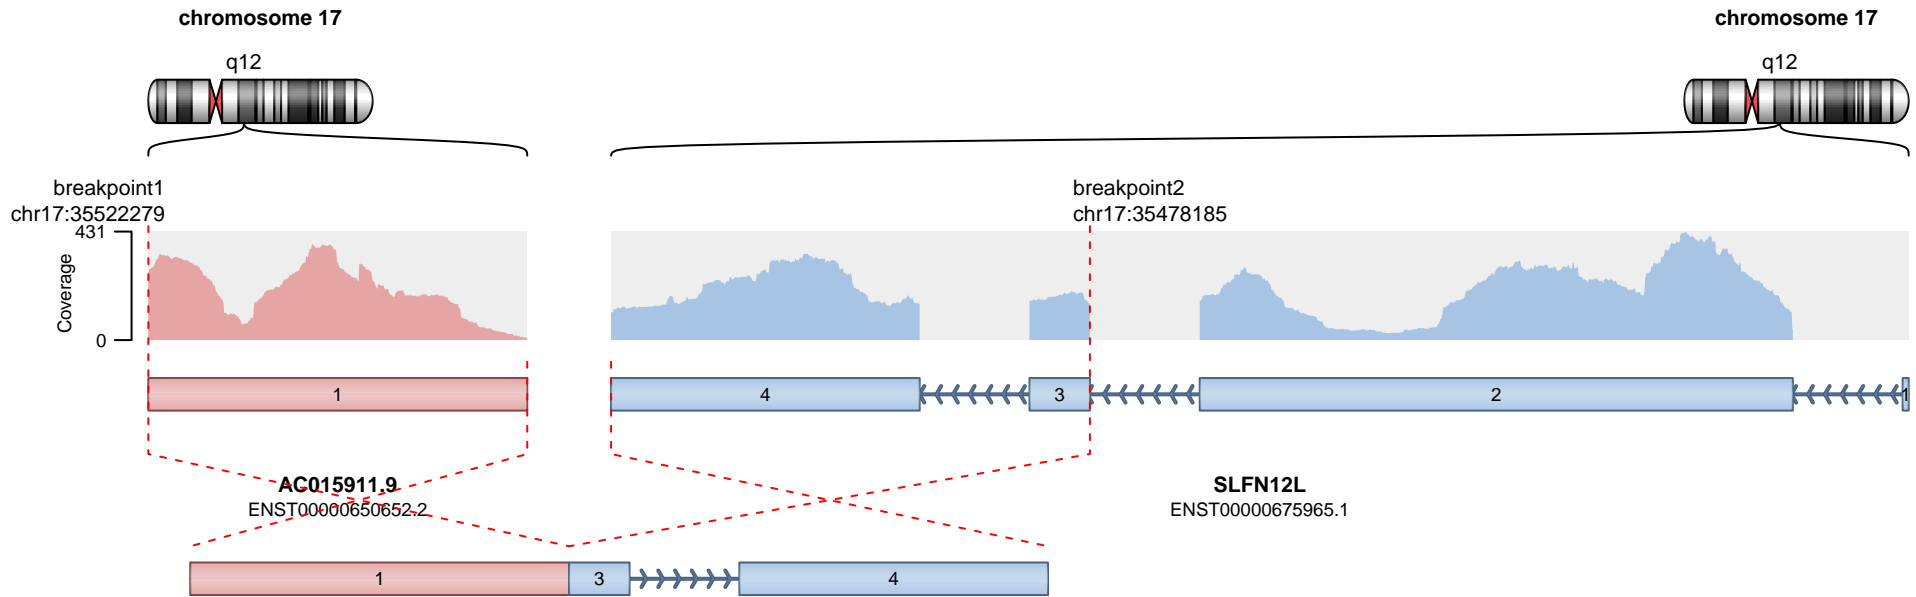 chromosome 17
chromosome 17
q12
q12
breakpoint1
chr17:35522279
breakpoint2
chr17:35478185
431
Coverage
0
1
4
3
2
1
AC015911.9
ENST00000650652.2
SLFN12L
ENST00000675965.1
1
3
4